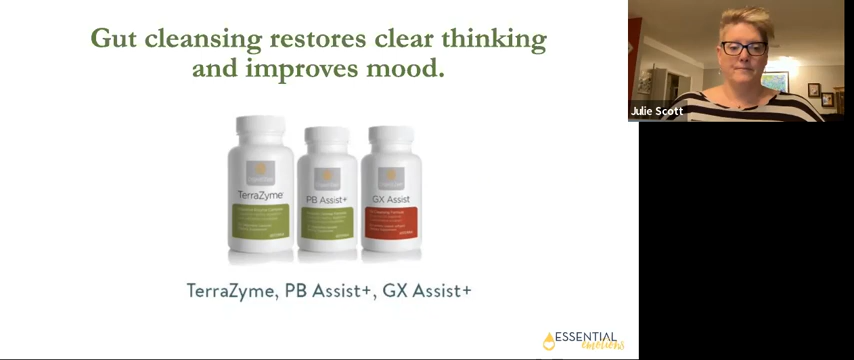 Gut cleansing restores clear thinking
and improves mood.
Julie Scott
TerraZyme
PB Assist+
GX Assist
TerraZyme, PB Assist+, GX Assist+
ESSENTIAL
emotions